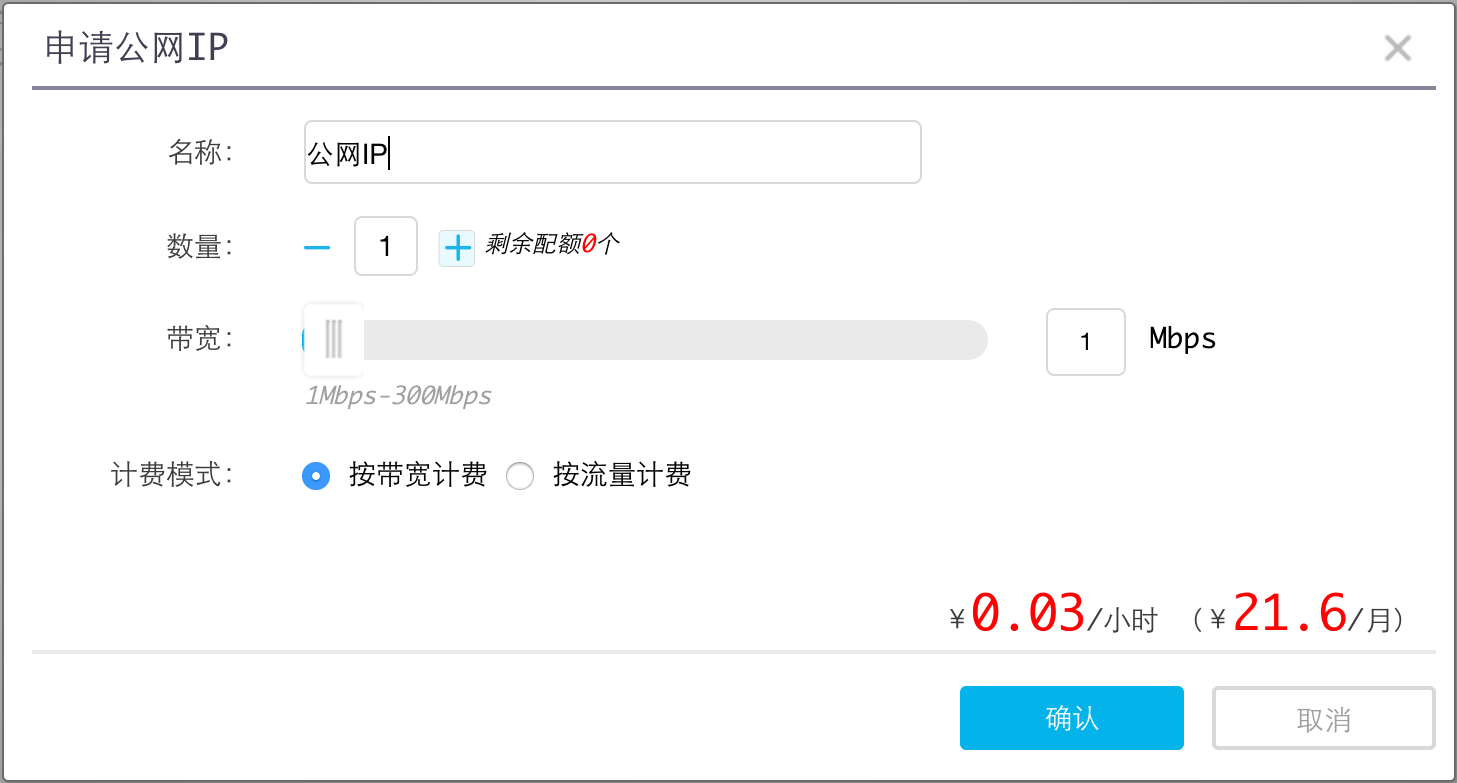 申请公网IP
名称：
公网IP
数量：
1
剩余配额0个
带宽：
1
Mbps
1Mbps-300Mbps
计费模式：
按带宽计费
按流量计费
￥0.03/小时 （￥21.6/月）
确认
取消